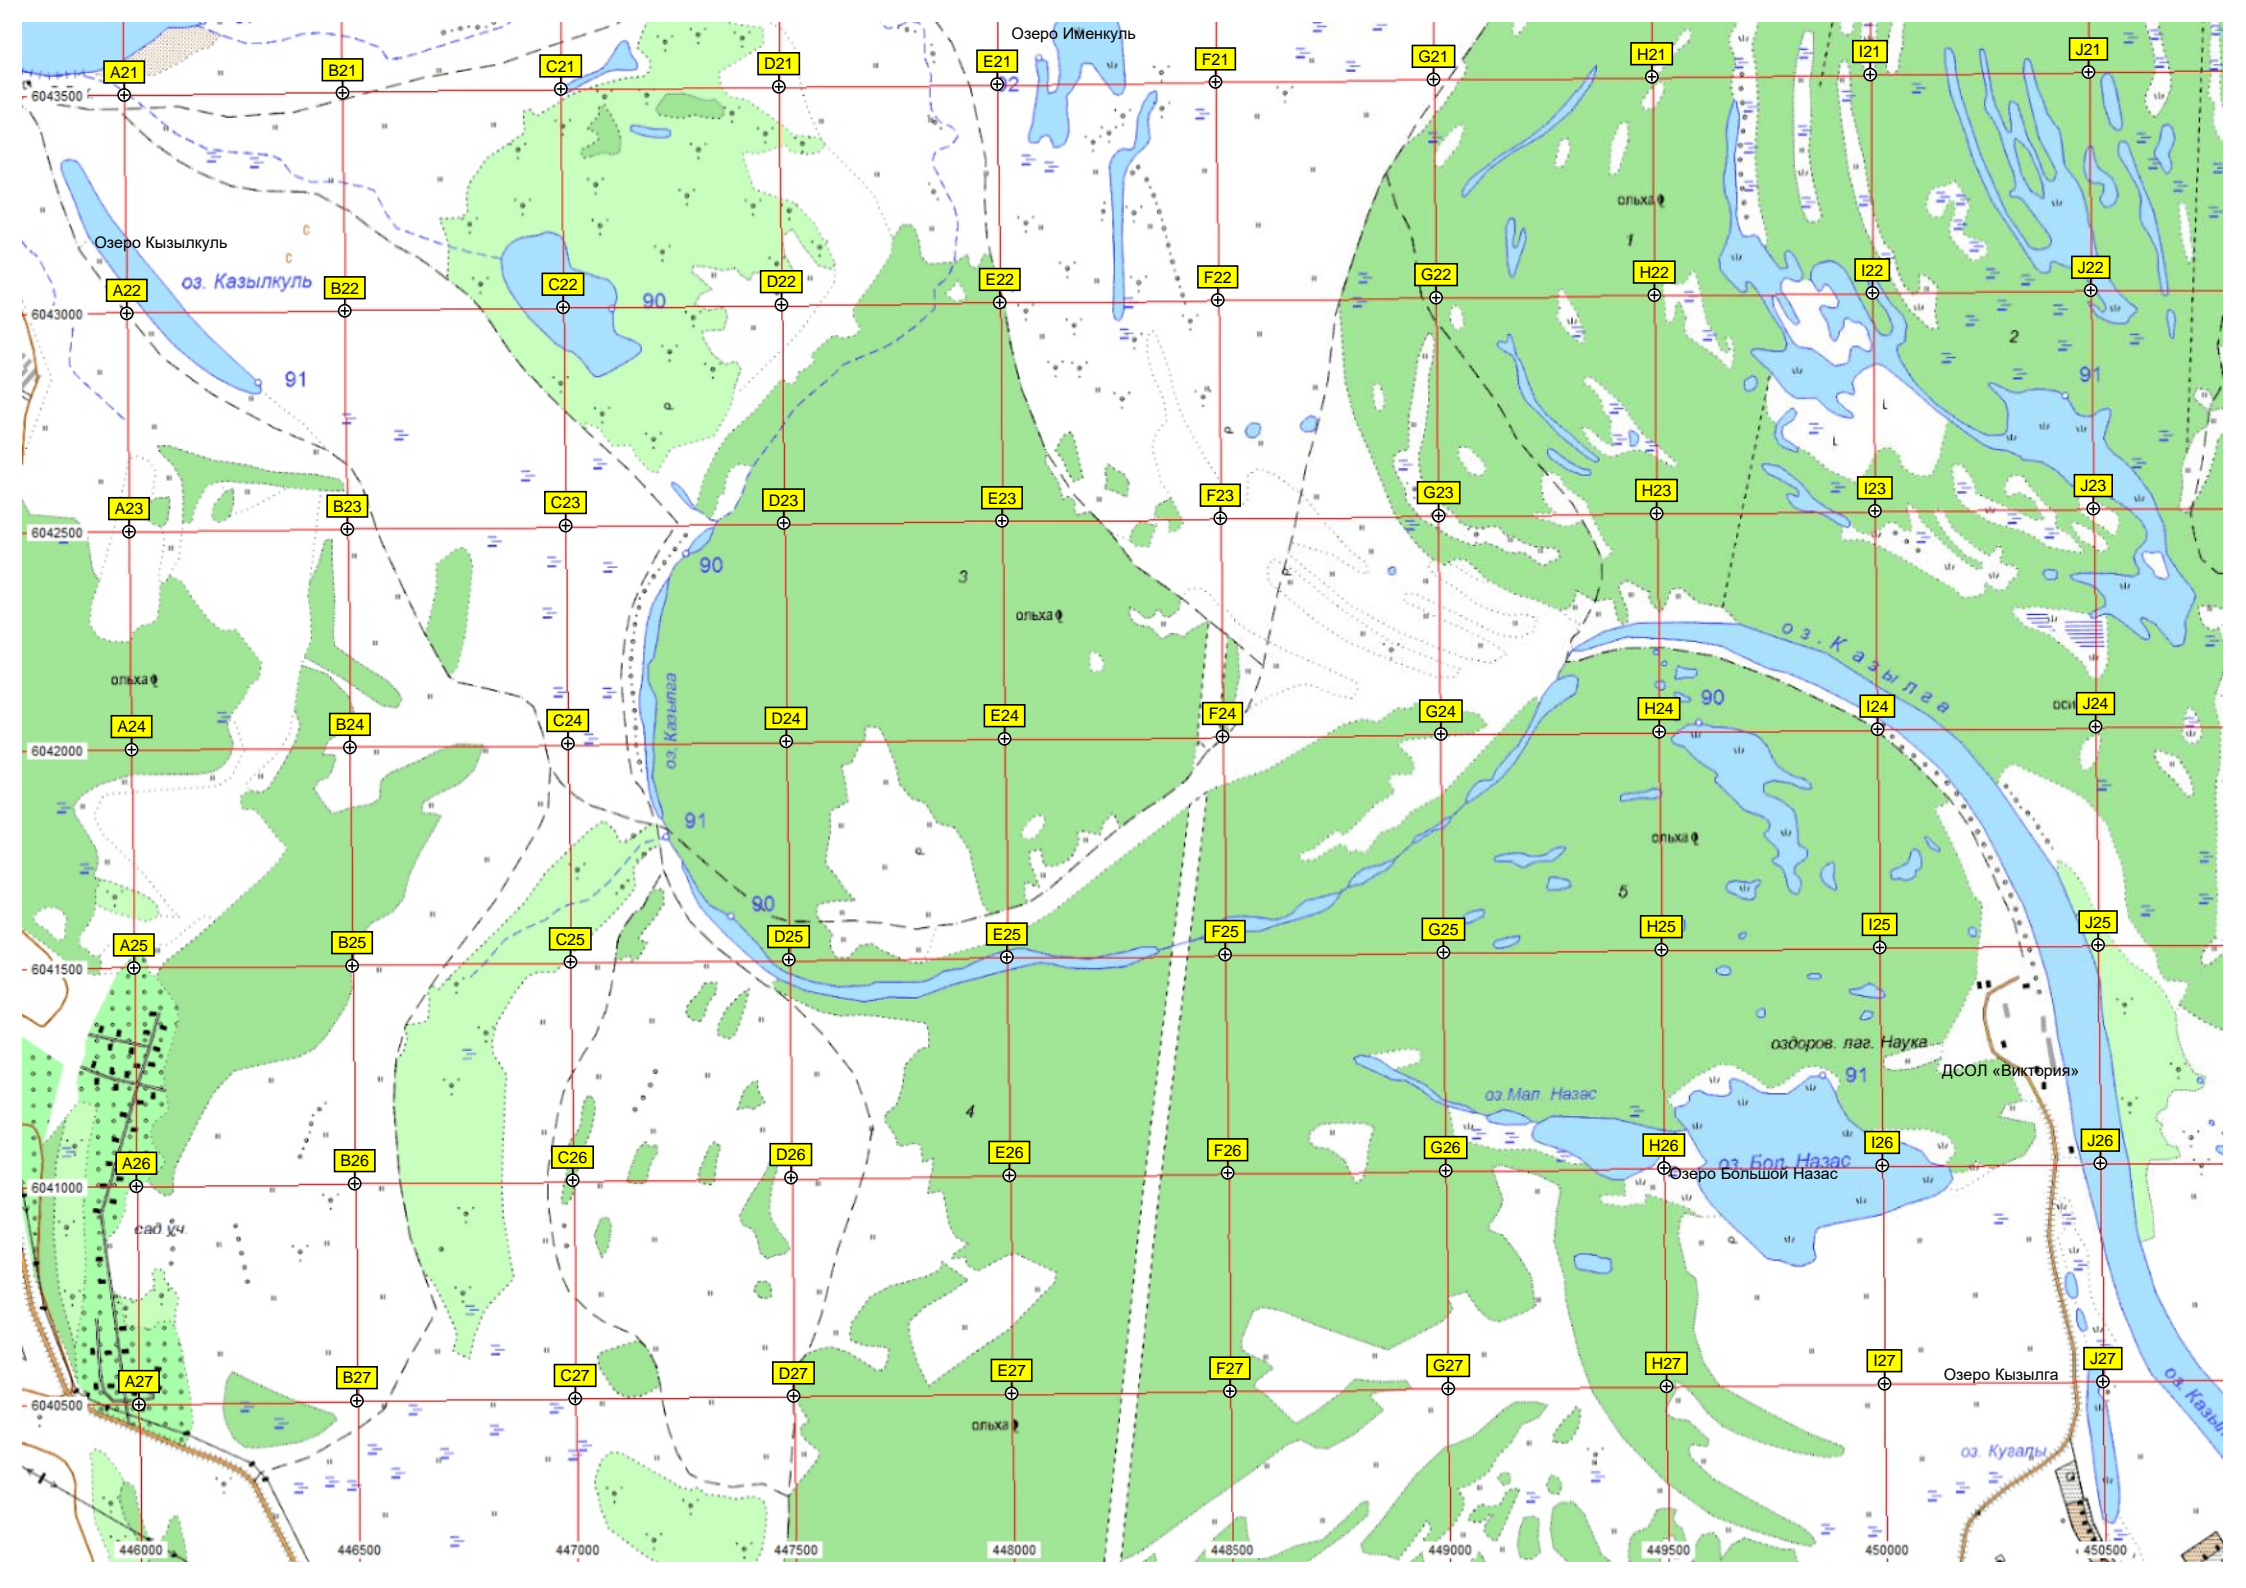 Озеро Именкуль
A21 B21 C21 D21 E21 F21 G21 H21 I21 J21
6043500
ольха
1
Озеро Кызылкуль
оз. Казылкуль
A22 B22 C22 D22 E22 F22 G22 H22 I22 J22
90
6043000
2
91
91
A23 B23 C23 D23 E23 F23 G23 H23 I23 J23
6042500
90
3
ольха
оз. Казылга
ольха
оз. Казылга
90
A24 B24 C24 D24 E24 F24 G24 H24 I24 J24
6042000
91
ольха
5
90
A25 B25 C25 D25 E25 F25 G25 H25 I25 J25
6041500
оздоров. лаг. Наука
ДСОЛ «Виктория»
91
оз.Мал. Назас
4
A26 B26 C26 D26 E26 F26 G26 H26 I26 J26
оз. Бол. Назас
Озеро Большой Назас
6041000
сад.уч.
A27 B27 C27 D27 E27 F27 G27 H27 I27 J27
Озеро Кызылга
6040500
ольха
оз. Кугалы
446000 446500 447000 447500 448000 448500 449000 449500 450000 450500